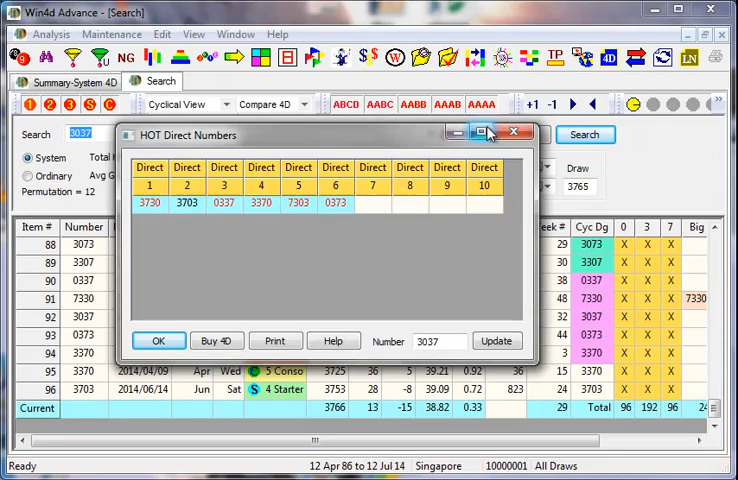 Win4d Advance - [Search]
Analysis Maintenance Edit View Window Help
NG W TP 4D LN
Summary-System 4D Search
1 2 3 S C Cyclical View Compare 4D ABCD AABC AABB AAAB AAAA +1 -1
Search 3037 Search
System Total
Ordinary Avg Draw
Permutation = 12 3765
HOT Direct Numbers
Direct Direct Direct Direct Direct Direct Direct Direct Direct Direct
1 2 3 4 5 6 7 8 9 10
3730 3703 0337 3370 7303 0373
OK Buy 4D Print Help Number 3037 Update
Item # Number Week # Cyc Dg 0 3 7 Big
88 3073 29 3073 X X X
89 3307 30 3307 X X X
90 0337 38 0337 X X X
91 7330 48 7330 X X X 7330
92 3037 32 3037 X X X
93 0373 44 0373 X X X
94 3370 3 3370 X X X
95 3370 2014/04/09 Apr Wed C 5 Conso 3725 36 5 39.21 0.92 36 15 3370 X X X
96 3703 2014/06/14 Jun Sat S 4 Starter 3753 28 -8 39.09 0.72 823 24 3703 X X X
Current 3766 13 -15 38.82 0.33 29 Total 96 192 96 24
Ready 12 Apr 86 to 12 Jul 14 Singapore 10000001 All Draws